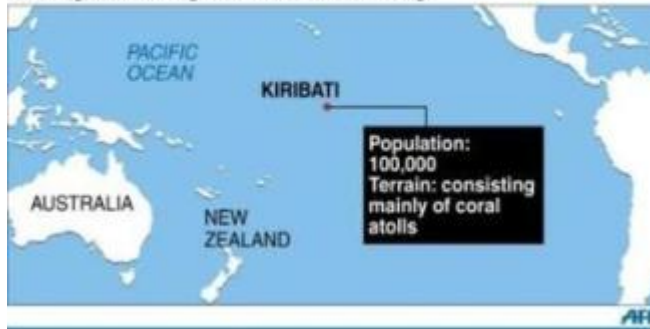 PACIFIC
OCEAN
KIRIBATI
Population:
100,000
Terrain: consisting
mainly of coral
atolls
AUSTRALIA
NEW
ZEALAND